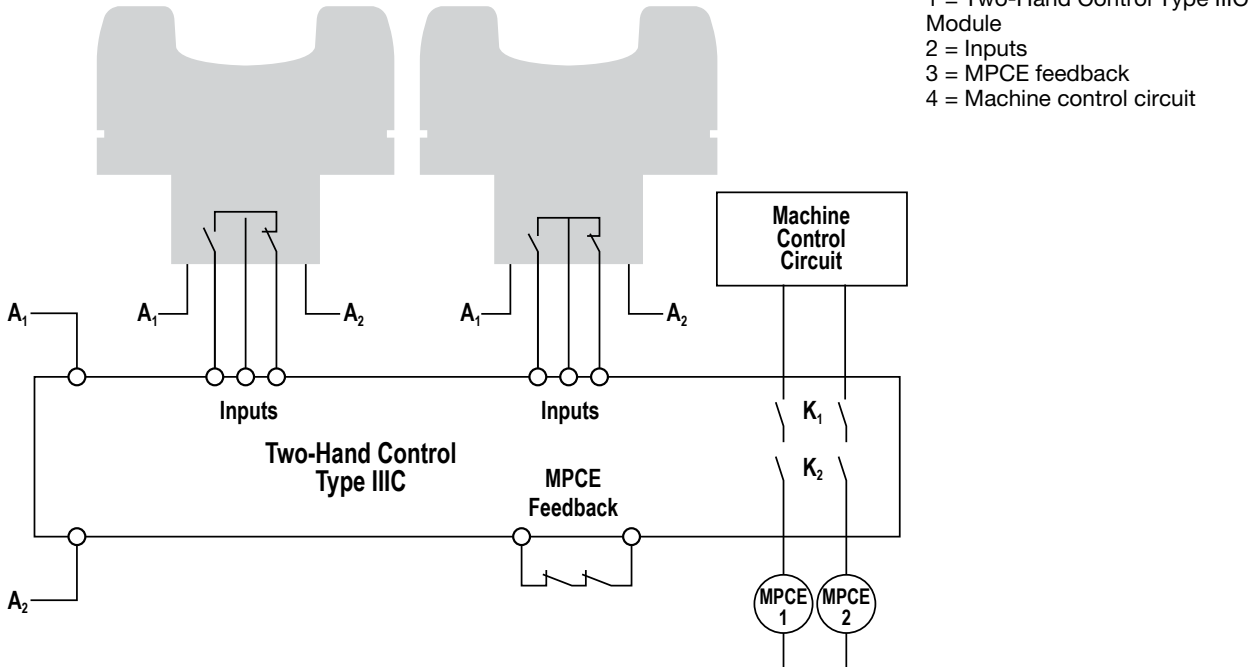 1 = Two-Hand Control Type IIIC
Module
2 = Inputs
3 = MPCE feedback
4 = Machine control circuit
Machine
Control
Circuit
A₁
A₁
A₂
A₁
A₂
Inputs
Inputs
K₁
Two-Hand Control
Type IIIC
K₂
MPCE
Feedback
A₂
MPCE
1
MPCE
2